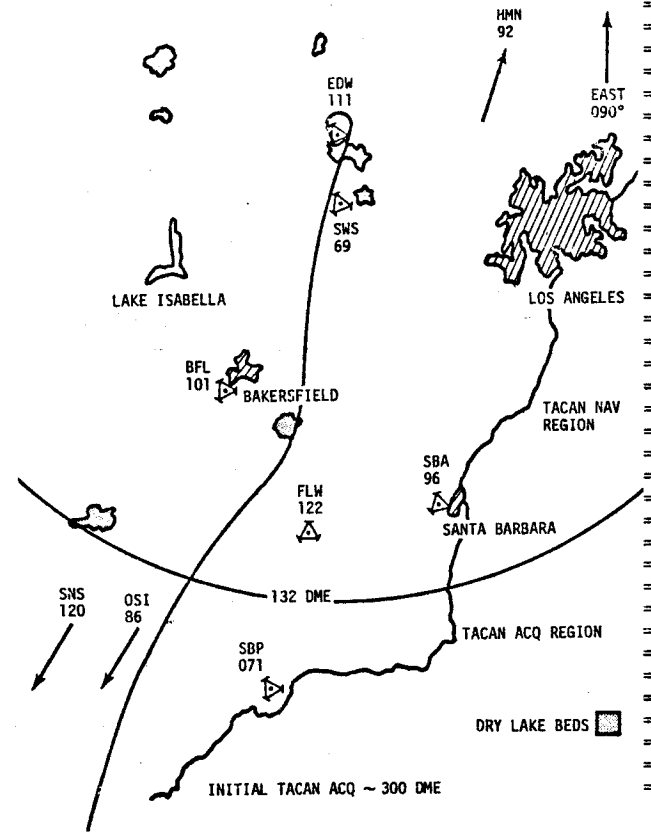 HMN
92
EAST
090°
EDW
111
SWS
69
LAKE ISABELLA
LOS ANGELES
BFL
101
BAKERSFIELD
TACAN NAV
REGION
SBA
96
FLW
122
SANTA BARBARA
132 DME
SNS
120
OSI
86
TACAN ACQ REGION
SBP
071
DRY LAKE BEDS
INITIAL TACAN ACQ ~ 300 DME